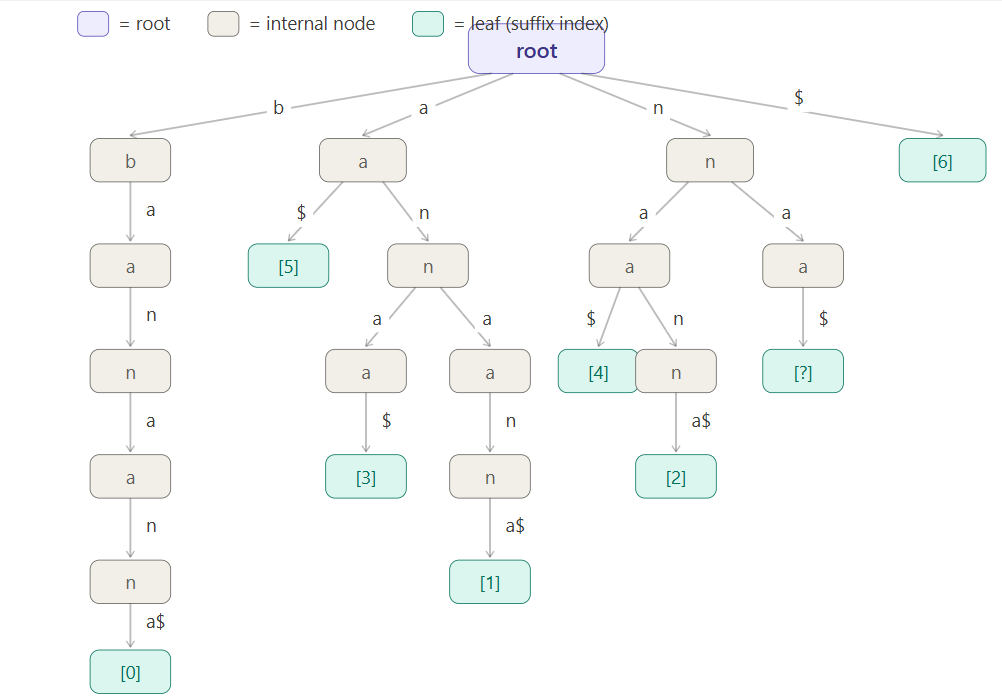 = root = internal node = leaf (suffix index)
root
b a n $
b a n [6]
a $ n a a
a [5] n a a
n a a $ n $
n a a [4] n [?]
a $ n a$
a [3] n [2]
n a$
n [1]
a$
[0]